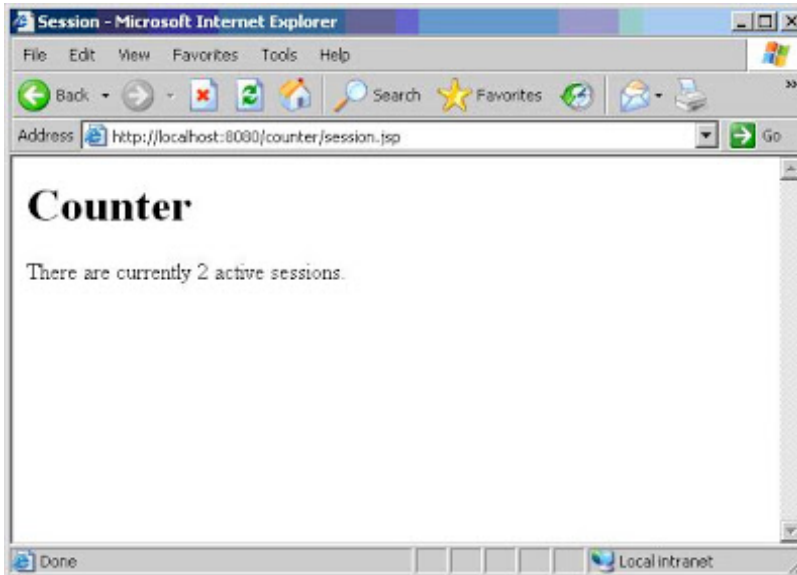 Session - Microsoft Internet Explorer
File Edit View Favorites Tools Help
Back Search Favorites »
Address http://localhost:8080/counter/session.jsp Go
Counter
There are currently 2 active sessions.
Done Local intranet